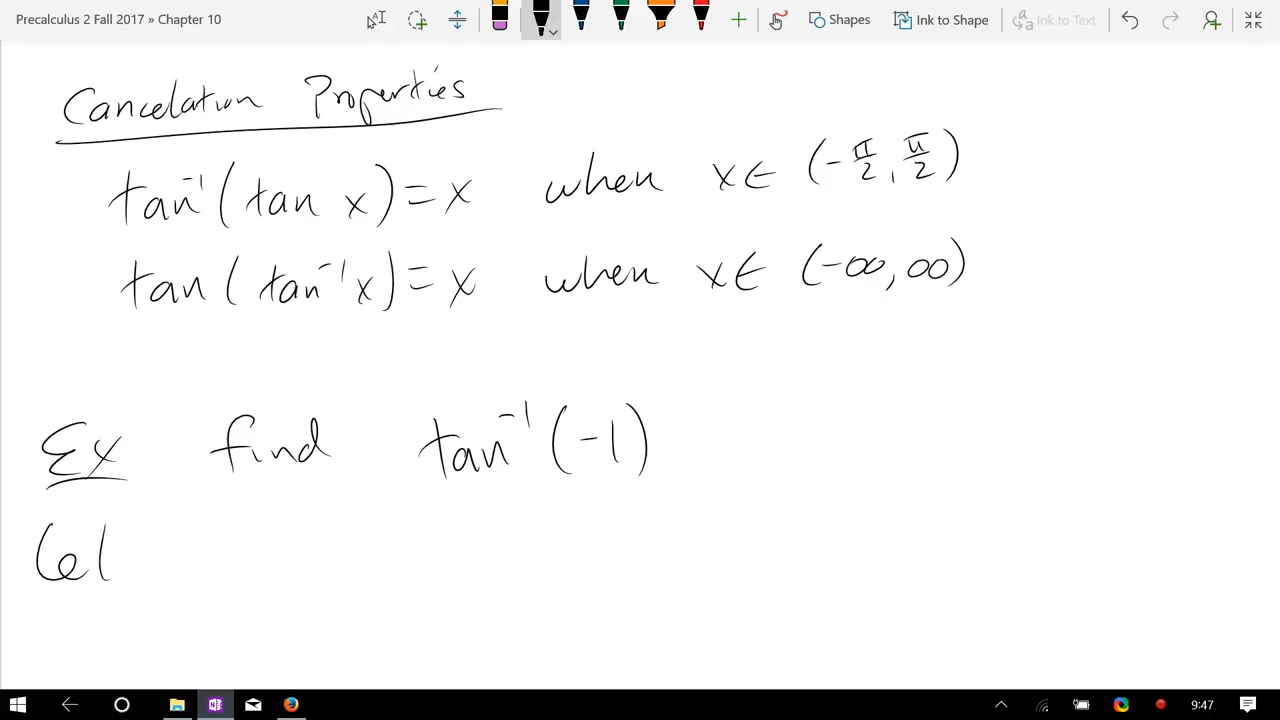 Precalculus 2 Fall 2017 » Chapter 10
Shapes
Ink to Shape
Ink to Text
Cancelation Properties
tan⁻¹(tan x) = x when x ∈ (-π/2, π/2)
tan(tan⁻¹x) = x when x ∈ (-∞, ∞)
Ex find tan⁻¹(-1)
9:47